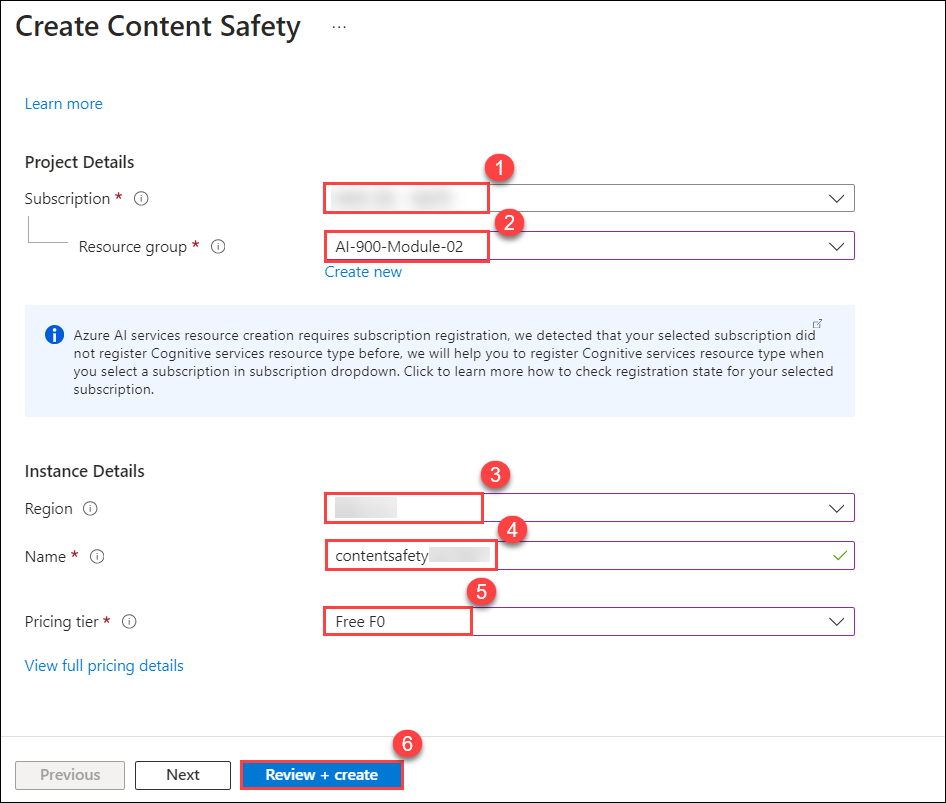 Create Content Safety ...
Learn more
Project Details
1
Subscription *
2
Resource group * AI-900-Module-02
Create new
Azure AI services resource creation requires subscription registration, we detected that your selected subscription did
not register Cognitive services resource type before, we will help you to register Cognitive services resource type when
you select a subscription in subscription dropdown. Click to learn more how to check registration state for your selected
subscription.
Instance Details
3
Region
4
Name * contentsafety
5
Pricing tier * Free F0
View full pricing details
6
Previous Next Review + create